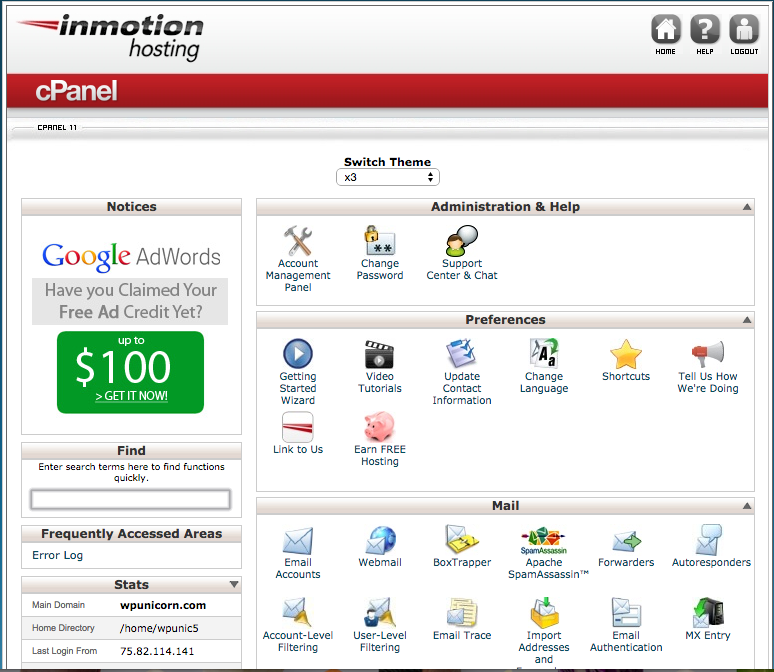 inmotion
hosting
HOME
HELP
LOGOUT
cPanel
CPANEL 11
Switch Theme
x3
Notices
Google AdWords
Have you Claimed Your
Free Ad Credit Yet?
up to
$100
> GET IT NOW!
Find
Enter search terms here to find functions
quickly.
Frequently Accessed Areas
Error Log
Stats
Main Domain wpunicorn.com
Home Directory /home/wpunic5
Last Login From 75.82.114.141
Administration & Help
Account
Management
Panel
Change
Password
**
Support
Center & Chat
Preferences
Getting
Started
Wizard
Video
Tutorials
Update
Contact
Information
Aa
Change
Language
Shortcuts
Tell Us How
We're Doing
Link to Us
Earn FREE
Hosting
Mail
Email
Accounts
Webmail
BoxTrapper
SpamAssassin
Apache
SpamAssassin™
Forwarders
Autoresponders
Account-Level
Filtering
User-Level
Filtering
Email Trace
Import
Addresses
and
Email
Authentication
MX Entry